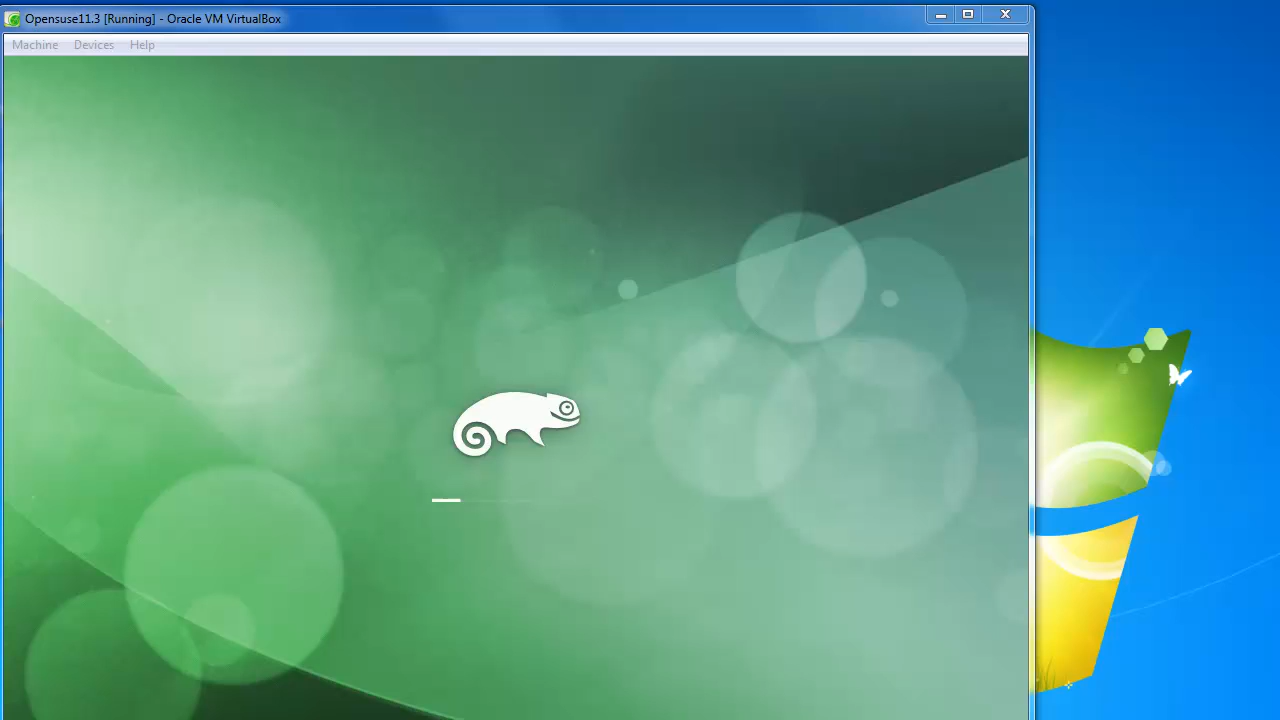 Opensuse11.3 [Running] - Oracle VM VirtualBox
Machine Devices Help